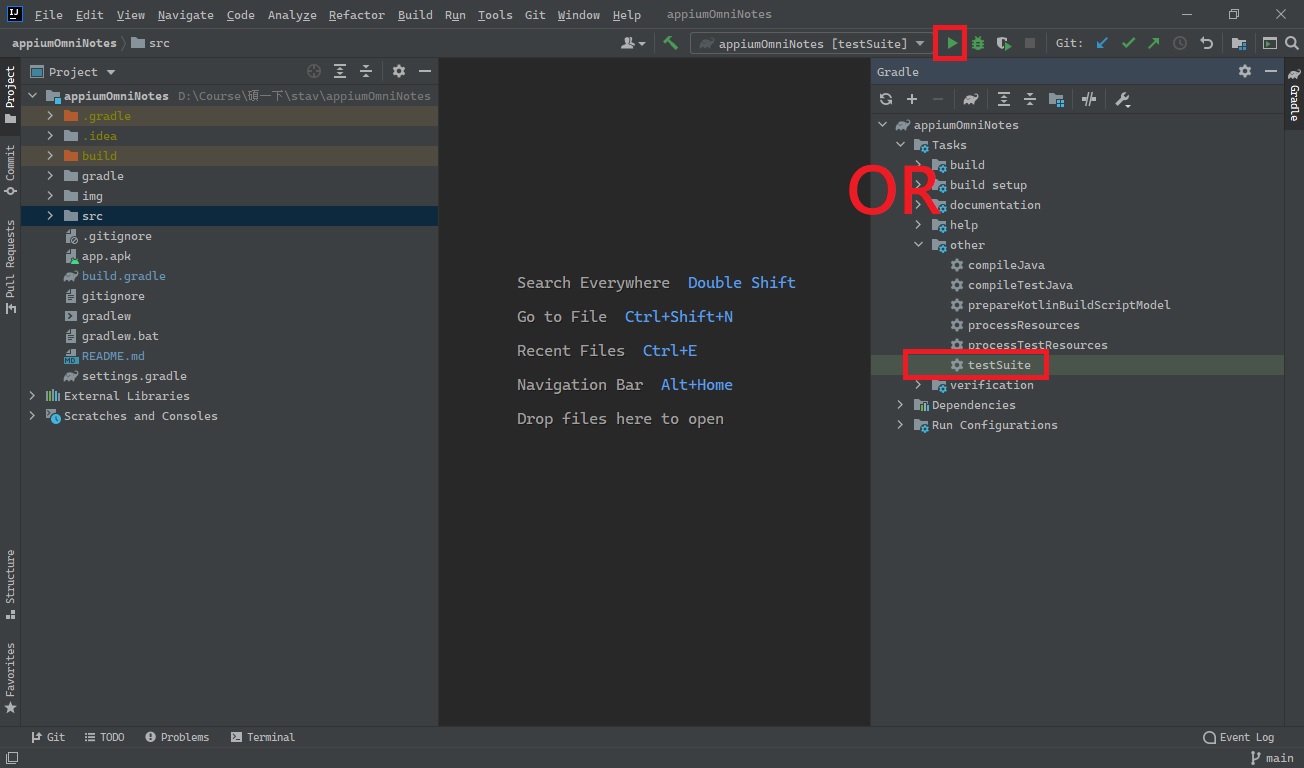 File Edit View Navigate Code Analyze Refactor Build Run Tools Git Window Help appiumOmniNotes
appiumOmniNotes src
appiumOmniNotes [testSuite]
Git:
Project
appiumOmniNotes D:\Course\碩一下\stav\appiumOmniNotes
.gradle
.idea
build
gradle
img
src
.gitignore
app.apk
build.gradle
gitignore
gradlew
gradlew.bat
README.md
settings.gradle
External Libraries
Scratches and Consoles
Project
Commit
Pull Requests
Structure
Favorites
Search Everywhere Double Shift
Go to File Ctrl+Shift+N
Recent Files Ctrl+E
Navigation Bar Alt+Home
Drop files here to open
OR
Gradle
appiumOmniNotes
Tasks
build
build setup
documentation
help
other
compileJava
compileTestJava
prepareKotlinBuildScriptModel
processResources
processTestResources
testSuite
verification
Dependencies
Run Configurations
Gradle
Git TODO Problems Terminal
Event Log
main